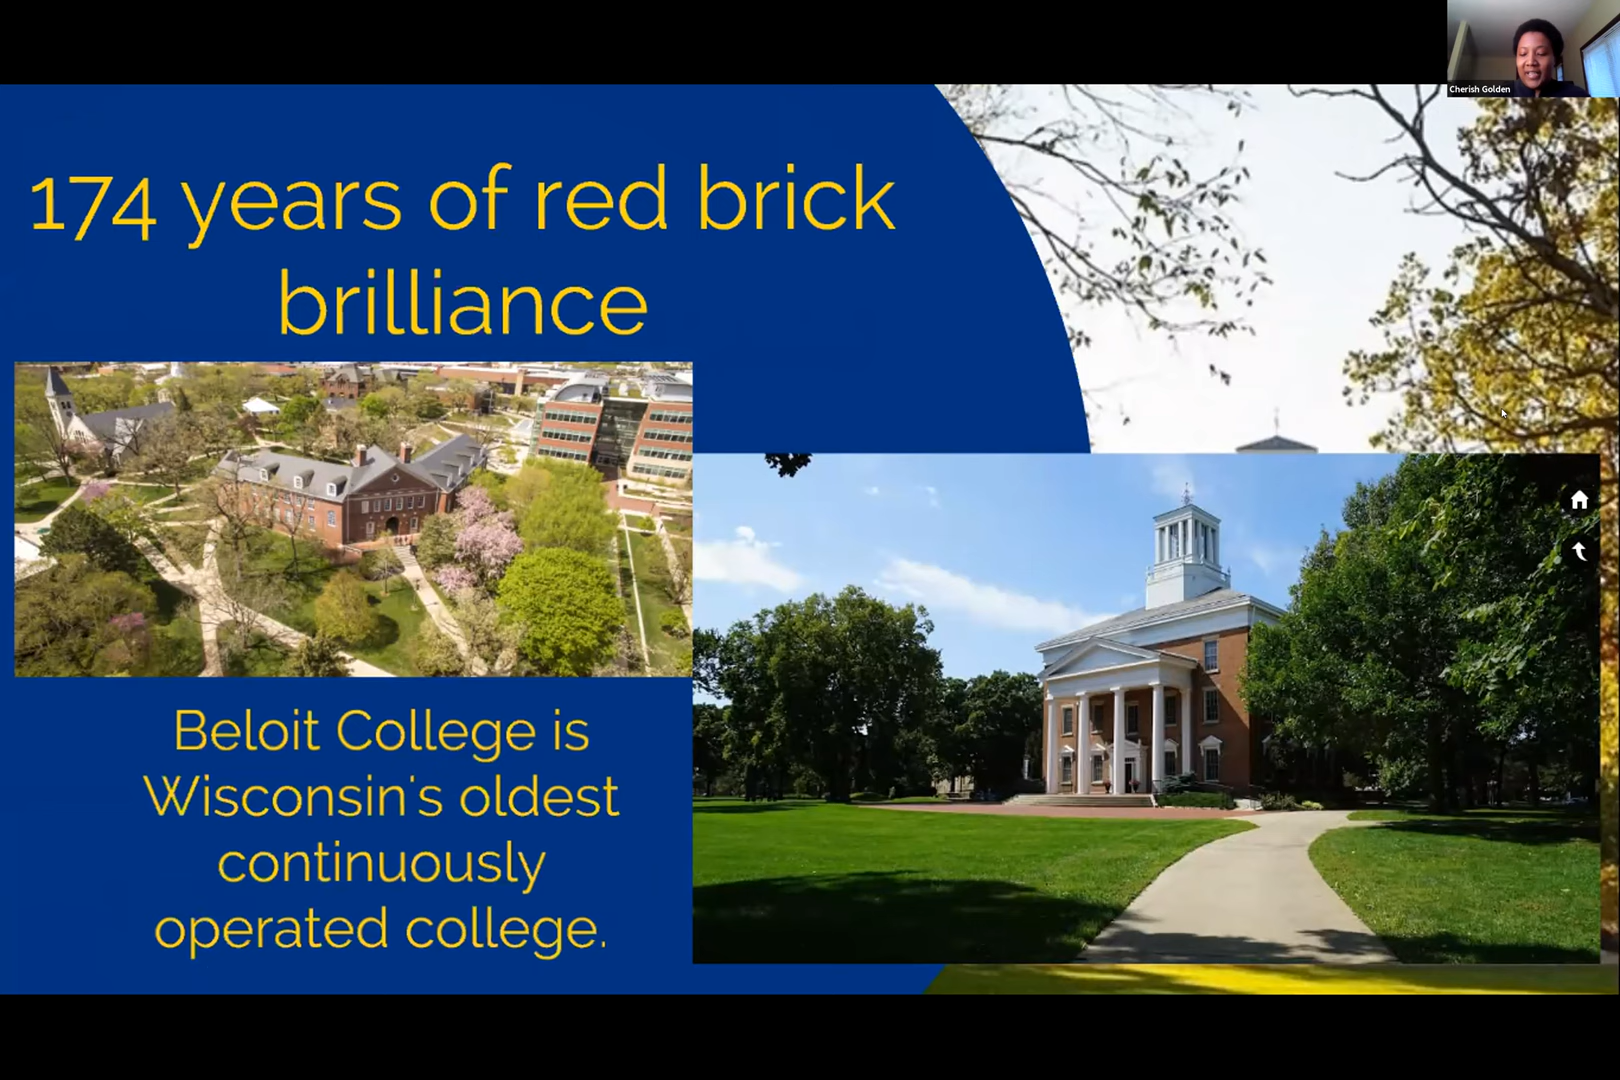 Cherish Golden
174 years of red brick
brilliance
Beloit College is
Wisconsin's oldest
continuously
operated college.